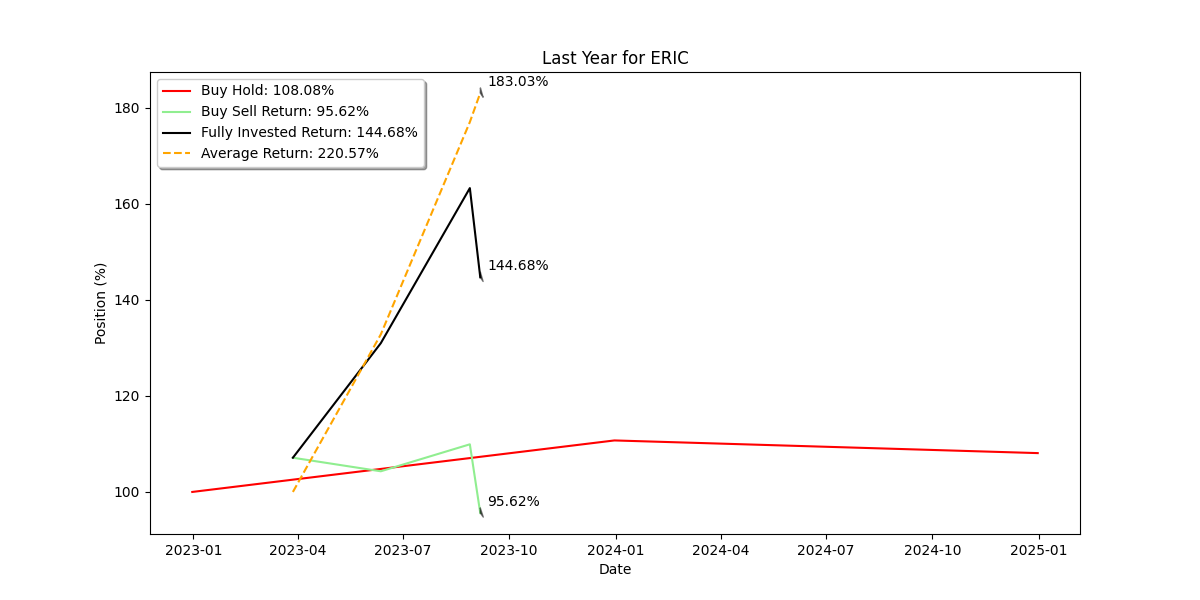 Last Year for ERIC
Buy Hold: 108.08%
Buy Sell Return: 95.62%
Fully Invested Return: 144.68%
Average Return: 220.57%
183.03%
144.68%
95.62%
Position (%)
180
160
140
120
100
2023-01 2023-04 2023-07 2023-10 2024-01 2024-04 2024-07 2024-10 2025-01
Date